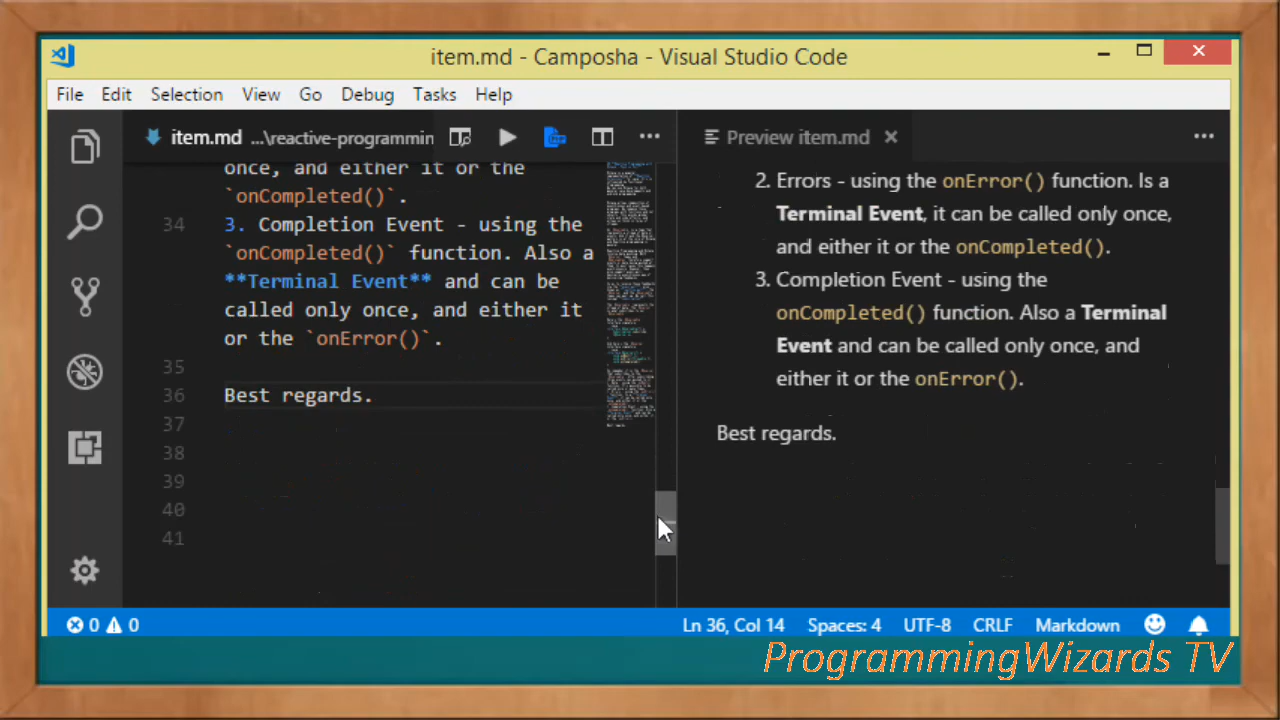 item.md - Camposha - Visual Studio Code
File Edit Selection View Go Debug Tasks Help
item.md ...\reactive-programmin
Preview item.md
once, and either it or the
`onCompleted()`.
34 3. Completion Event - using the
`onCompleted()` function. Also a
**Terminal Event** and can be
called only once, and either it
or the `onError()`.
35
36 Best regards.
37
38
39
40
41
2. Errors - using the onError() function. Is a
Terminal Event, it can be called only once,
and either it or the onCompleted().
3. Completion Event - using the
onCompleted() function. Also a Terminal
Event and can be called only once, and
either it or the onError().
Best regards.
0 0 Ln 36, Col 14 Spaces: 4 UTF-8 CRLF Markdown
ProgrammingWizards TV